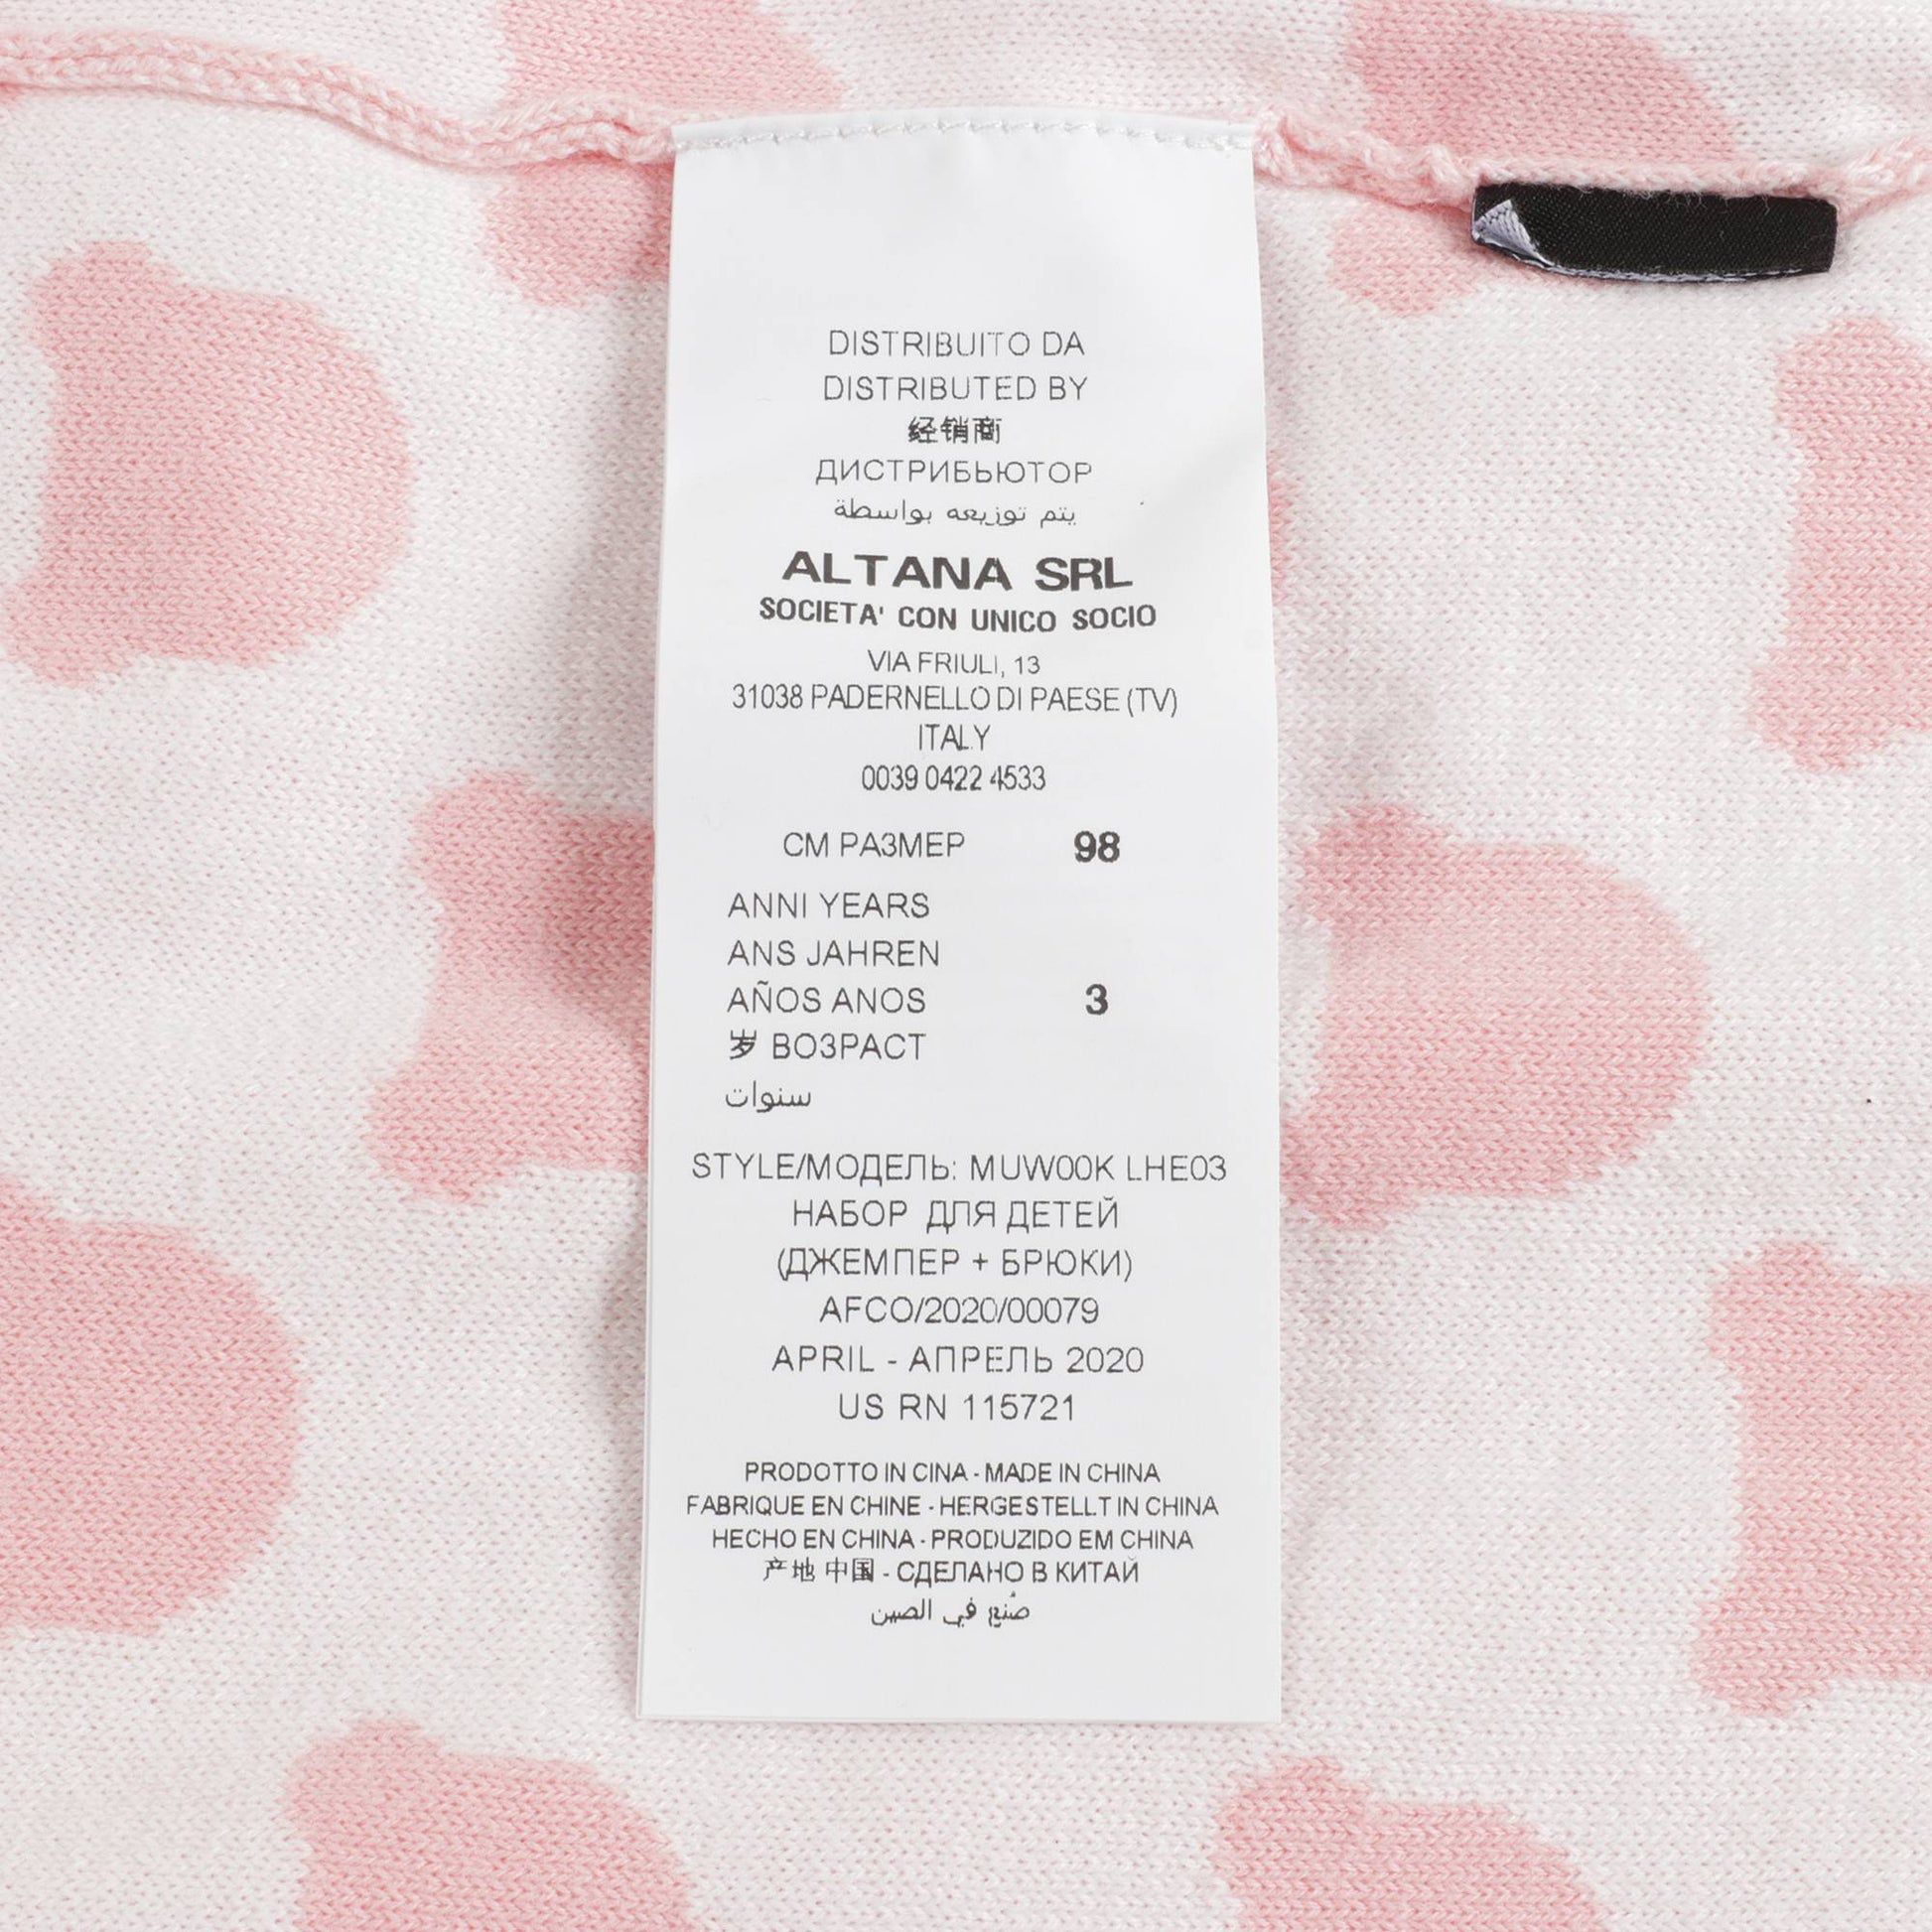 DISTRIBUITO DA
DISTRIBUTED BY
经销商
ДИСТРИБЬЮТОР
يتم توزيعه بواسطة
ALTANA SRL
SOCIETA' CON UNICO SOCIO
VIA FRIULI, 13
31038 PADERNELLO DI PAESE (TV)
ITALY
0039 0422 4533
СМ РАЗМЕР 98
ANNI YEARS
ANS JAHREN
AÑOS ANOS 3
岁 ВОЗРАСТ
سنوات
STYLE/МОДЕЛЬ: MUW00K LHE03
НАБОР ДЛЯ ДЕТЕЙ
(ДЖЕМПЕР + БРЮКИ)
AFCO/2020/00079
APRIL - АПРЕЛЬ 2020
US RN 115721
PRODOTTO IN CINA - MADE IN CHINA
FABRIQUE EN CHINE - HERGESTELLT IN CHINA
HECHO EN CHINA - PRODUZIDO EM CHINA
产地 中国 - СДЕЛАНО В КИТАЙ
صُنع في الصين